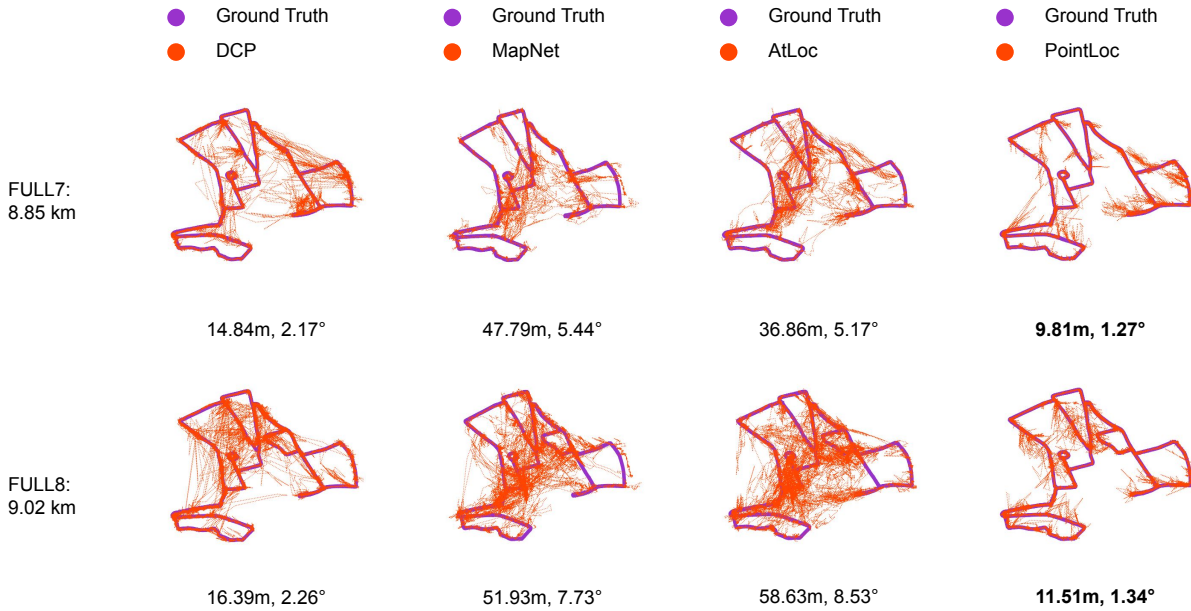 Ground Truth
DCP
Ground Truth
MapNet
Ground Truth
AtLoc
Ground Truth
PointLoc
FULL7:
8.85 km
14.84m, 2.17°
47.79m, 5.44°
36.86m, 5.17°
9.81m, 1.27°
FULL8:
9.02 km
16.39m, 2.26°
51.93m, 7.73°
58.63m, 8.53°
11.51m, 1.34°